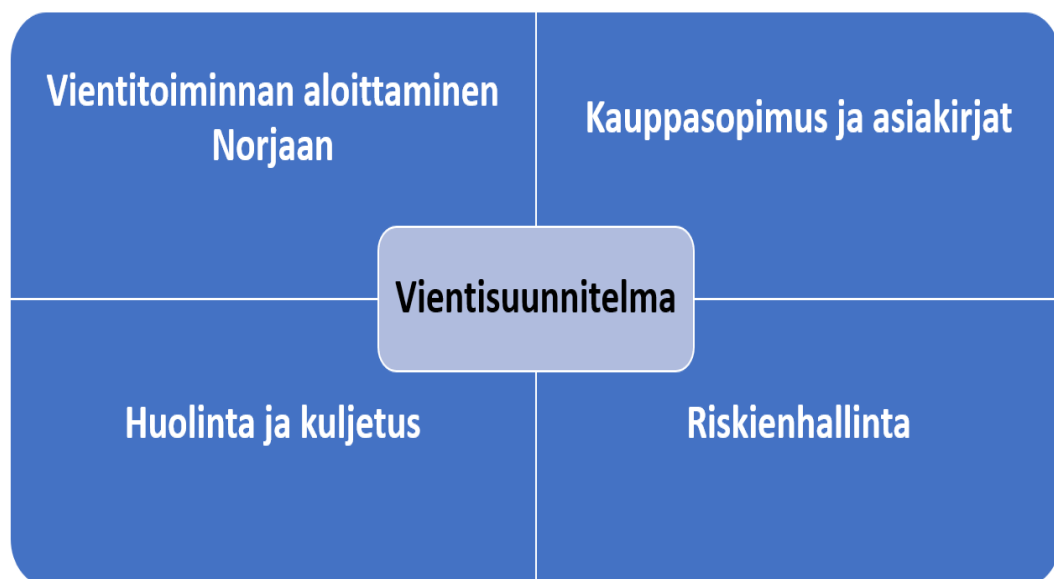 Vientitoiminnan aloittaminen
Norjaan
Kauppasopimus ja asiakirjat
Vientisuunnitelma
Huolinta ja kuljetus
Riskienhallinta